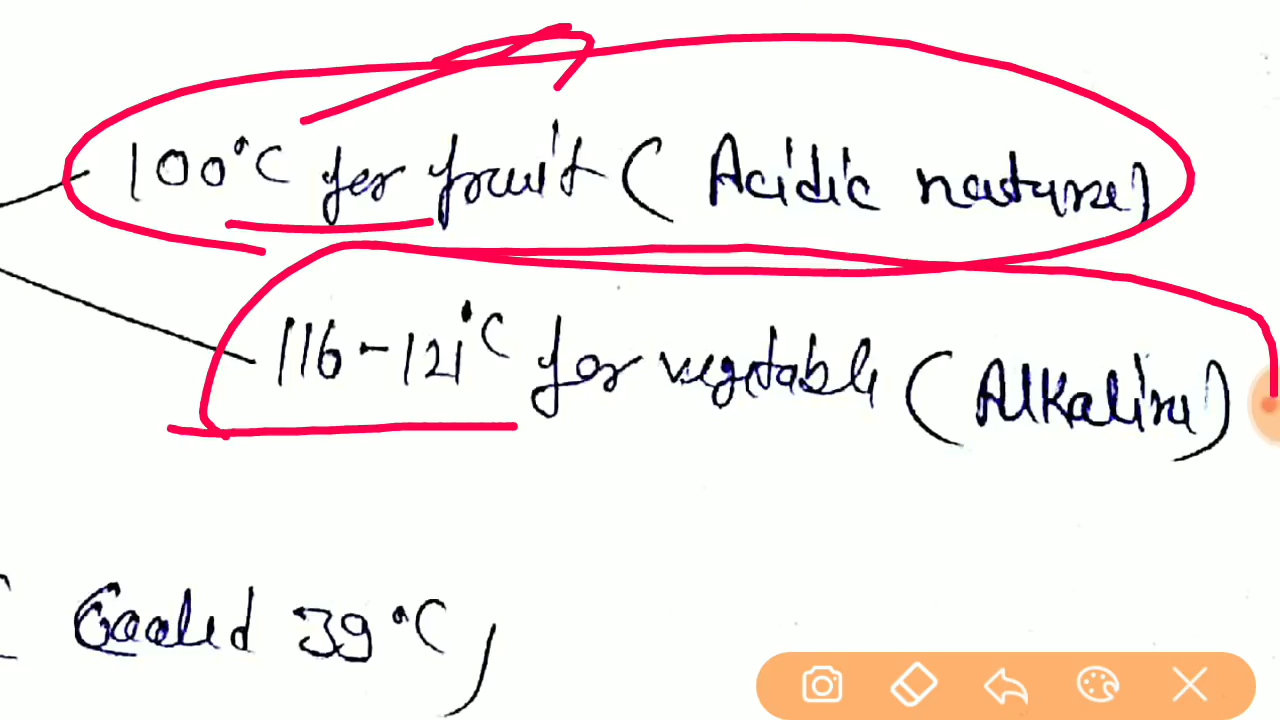 100°C for fruit ( Acidic nature)
116-121°C for vegetable ( Alkaline)
Cooled 39°C)